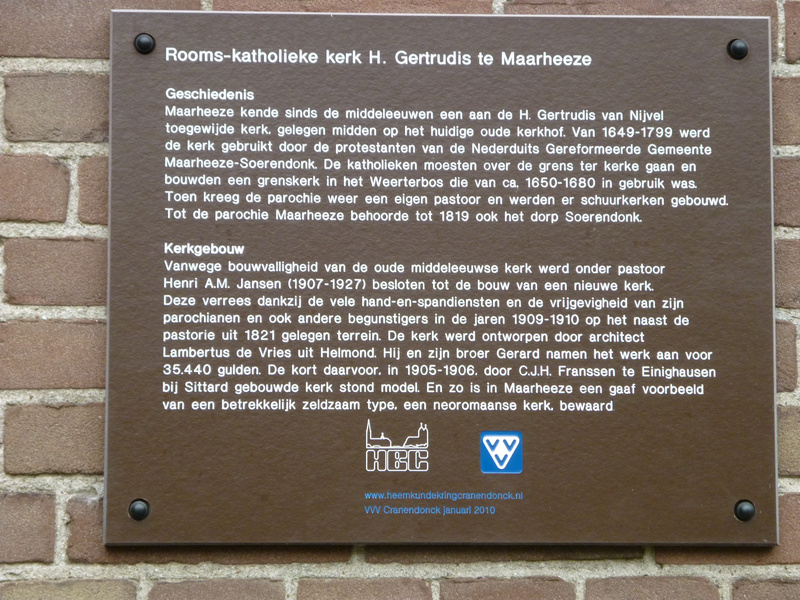 Rooms-katholieke kerk H. Gertrudis te Maarheeze
Geschiedenis
Maarheeze kende sinds de middeleeuwen een aan de H. Gertrudis van Nijvel
toegewijde kerk, gelegen midden op het huidige oude kerkhof. Van 1649-1799 werd
de kerk gebruikt door de protestanten van de Nederduits Gereformeerde Gemeente
Maarheeze-Soerendonk. De katholieken moesten over de grens ter kerke gaan en
bouwden een grenskerk in het Weerterbos die van ca. 1650-1680 in gebruik was.
Toen kreeg de parochie weer een eigen pastoor en werden er schuurkerken gebouwd.
Tot de parochie Maarheeze behoorde tot 1819 ook het dorp Soerendonk.
Kerkgebouw
Vanwege bouwvalligheid van de oude middeleeuwse kerk werd onder pastoor
Henri A.M. Jansen (1907-1927) besloten tot de bouw van een nieuwe kerk.
Deze verrees dankzij de vele hand-en-spandiensten en de vrijgevigheid van zijn
parochianen en ook andere begunstigers in de jaren 1909-1910 op het naast de
pastorie uit 1821 gelegen terrein. De kerk werd ontworpen door architect
Lambertus de Vries uit Helmond. Hij en zijn broer Gerard namen het werk aan voor
35.440 gulden. De kort daarvoor, in 1905-1906, door C.J.H. Franssen te Einighausen
bij Sittard gebouwde kerk stond model. En zo is in Maarheeze een gaaf voorbeeld
van een betrekkelijk zeldzaam type, een neoromaanse kerk, bewaard
HKC
VVV
www.heemkundekringcranendonck.nl
VVV Cranendonck januari 2010